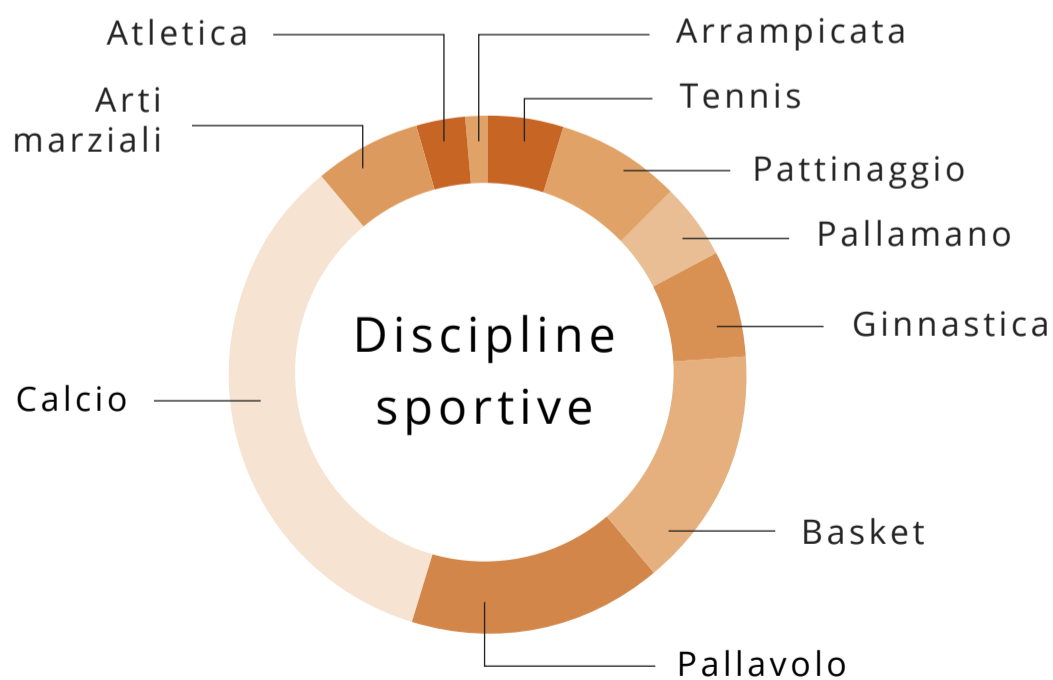 Atletica
Arrampicata
Arti
marziali
Tennis
Pattinaggio
Pallamano
Ginnastica
Discipline
sportive
Calcio
Basket
Pallavolo